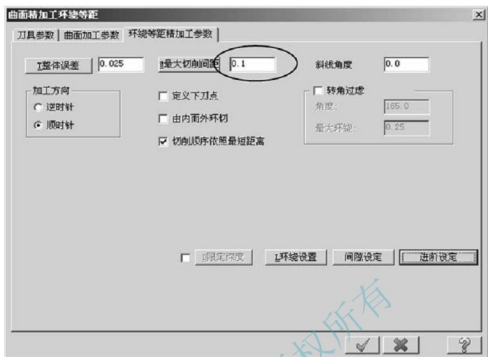 曲面精加工环绕等距
刀具参数 曲面加工参数 环绕等距精加工参数
T整体误差 0.025 最大切削间距 0.1 斜线角度 0.0
加工方向
逆时针
顺时针
定义下刀点
由内而外环切
切削顺序依照最短距离
转角过虑
角度: 165.0
最大环绕: 0.25
限定深度 L环绕设置 间隙设定 进阶设定
权所有